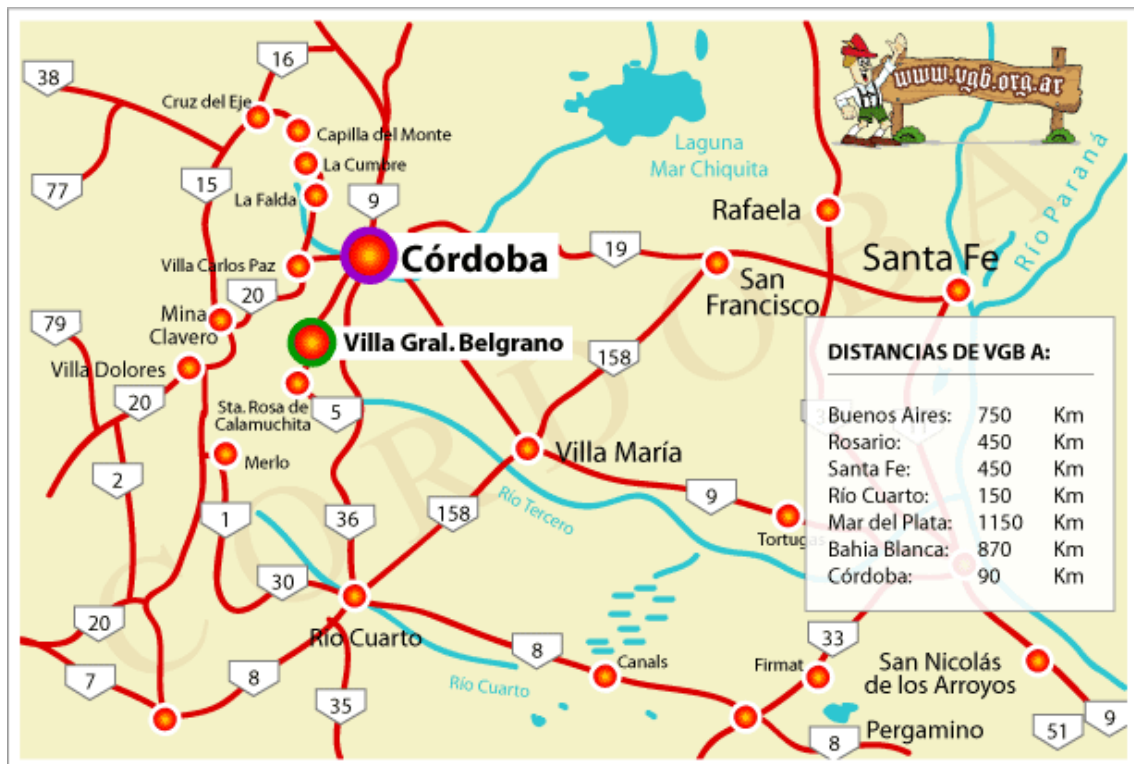 16
38
www.vgb.org.ar
Cruz del Eje
Capilla del Monte
Laguna
Mar Chiquita
La Cumbre
77
15
La Falda
9
Rafaela
Río Paraná
Córdoba
19
Santa Fe
Villa Carlos Paz
San
Francisco
20
Mina
Clavero
79
Villa Gral. Belgrano
158
Villa Dolores
20
Sta. Rosa de
Calamuchita
5
DISTANCIAS DE VGB A:
Buenos Aires: 750 Km
Rosario: 450 Km
Santa Fe: 450 Km
Río Cuarto: 150 Km
Mar del Plata: 1150 Km
Bahia Blanca: 870 Km
Córdoba: 90 Km
Merlo
Villa María
2
9
Río Tercero
1
36
158
Tortugas
30
CORDOBA
20
Río Cuarto
8
33
Canals
Firmat
San Nicolás
de los Arroyos
7
8
Río Cuarto
35
51
9
8
Pergamino